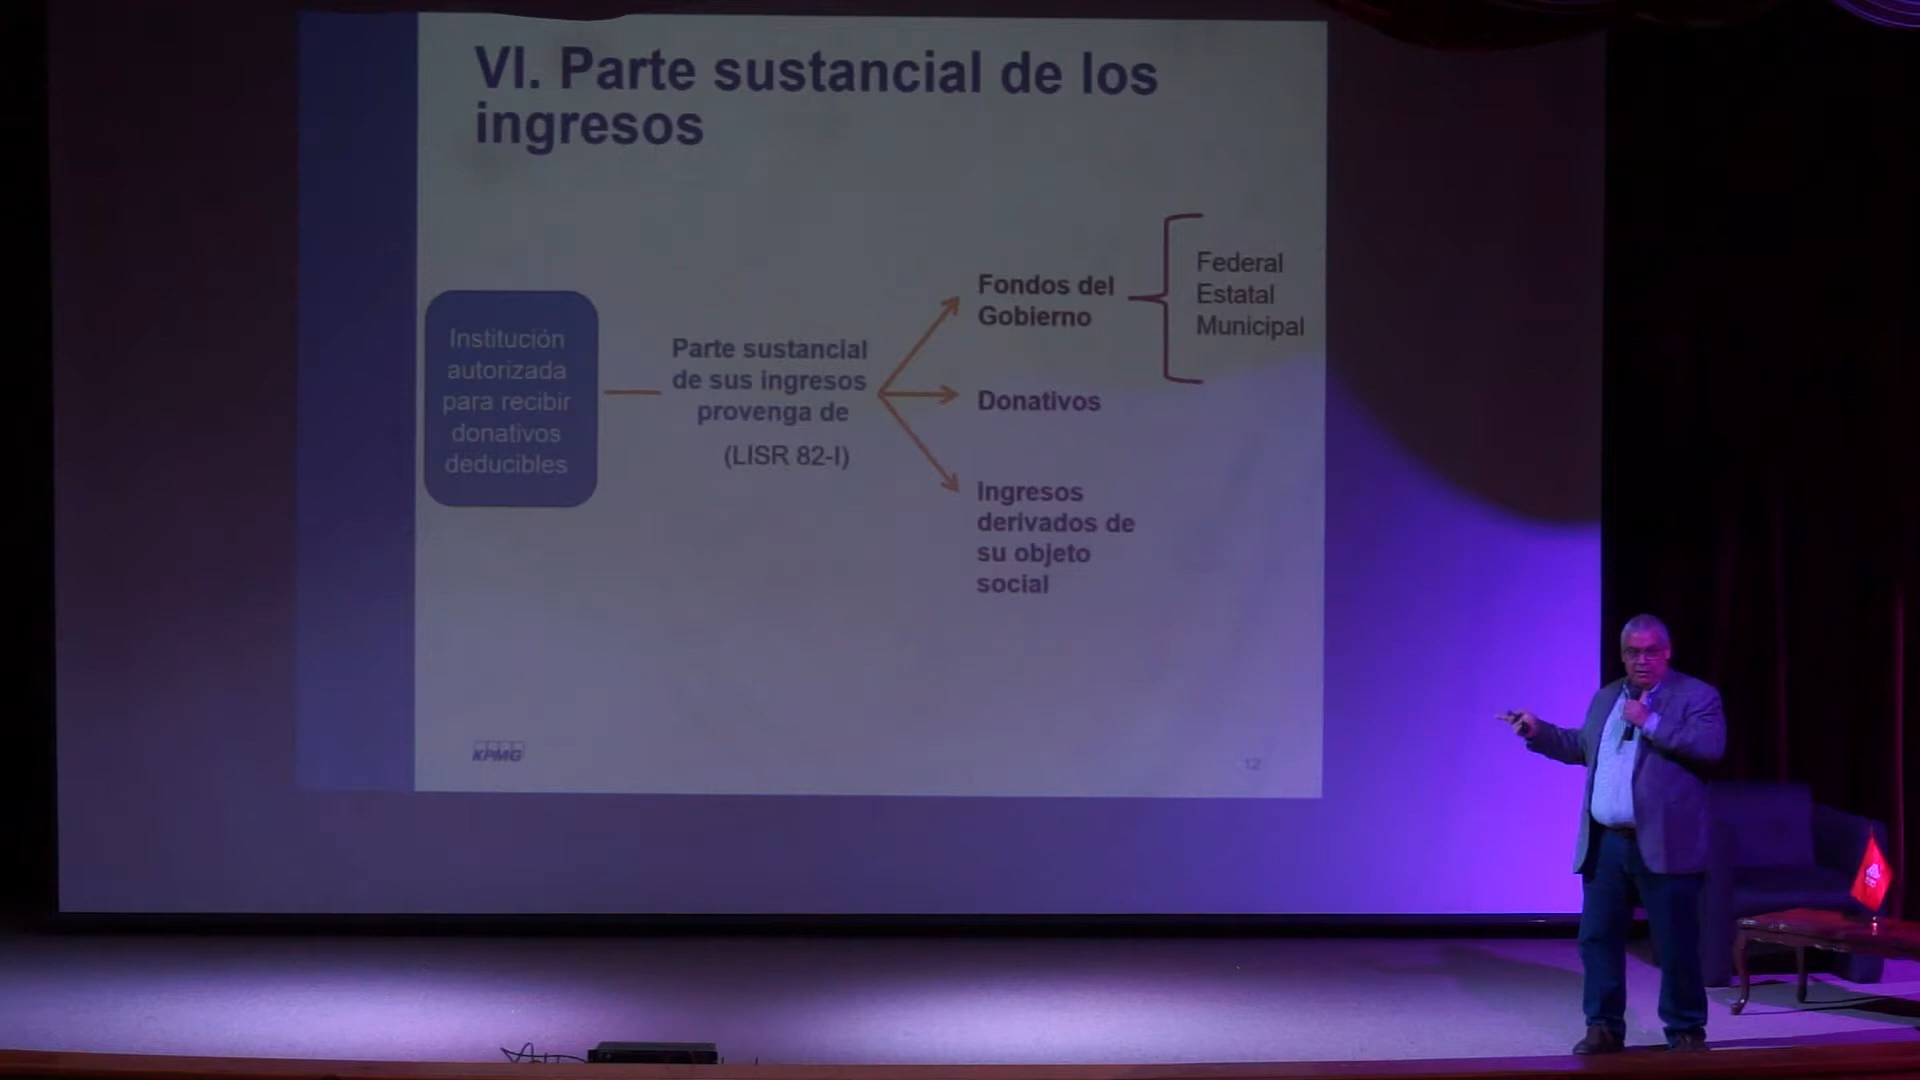 VI. Parte sustancial de los
ingresos
Institución
autorizada
para recibir
donativos
deducibles
Parte sustancial
de sus ingresos
provenga de
(LISR 82-I)
Fondos del
Gobierno
Federal
Estatal
Municipal
Donativos
Ingresos
derivados de
su objeto
social
KPMG
12